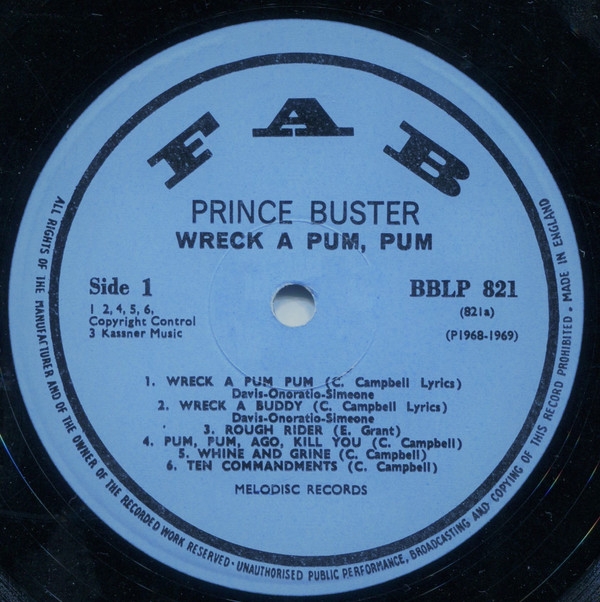 FAB
PRINCE BUSTER
WRECK A PUM, PUM
Side 1
1 2, 4, 5, 6,
Copyright Control
3 Kassner Music
BBLP 821
(821a)
(P1968-1969)
1. WRECK A PUM PUM (C. Campbell Lyrics)
Davis-Onoratio-Simeone
2. WRECK A BUDDY (C. Campbell Lyrics)
Davis-Onoratio-Simeone
3. ROUGH RIDER (E. Grant)
4. PUM, PUM, AGO, KILL YOU (C. Campbell)
5. WHINE AND GRINE (C. Campbell)
6. TEN COMMANDMENTS (C. Campbell)
MELODISC RECORDS
ALL RIGHTS OF THE MANUFACTURER AND OF THE OWNER OF THE RECORDED WORK RESERVED · UNAUTHORISED PUBLIC PERFORMANCE, BROADCASTING AND COPYING OF THIS RECORD PROHIBITED · MADE IN ENGLAND